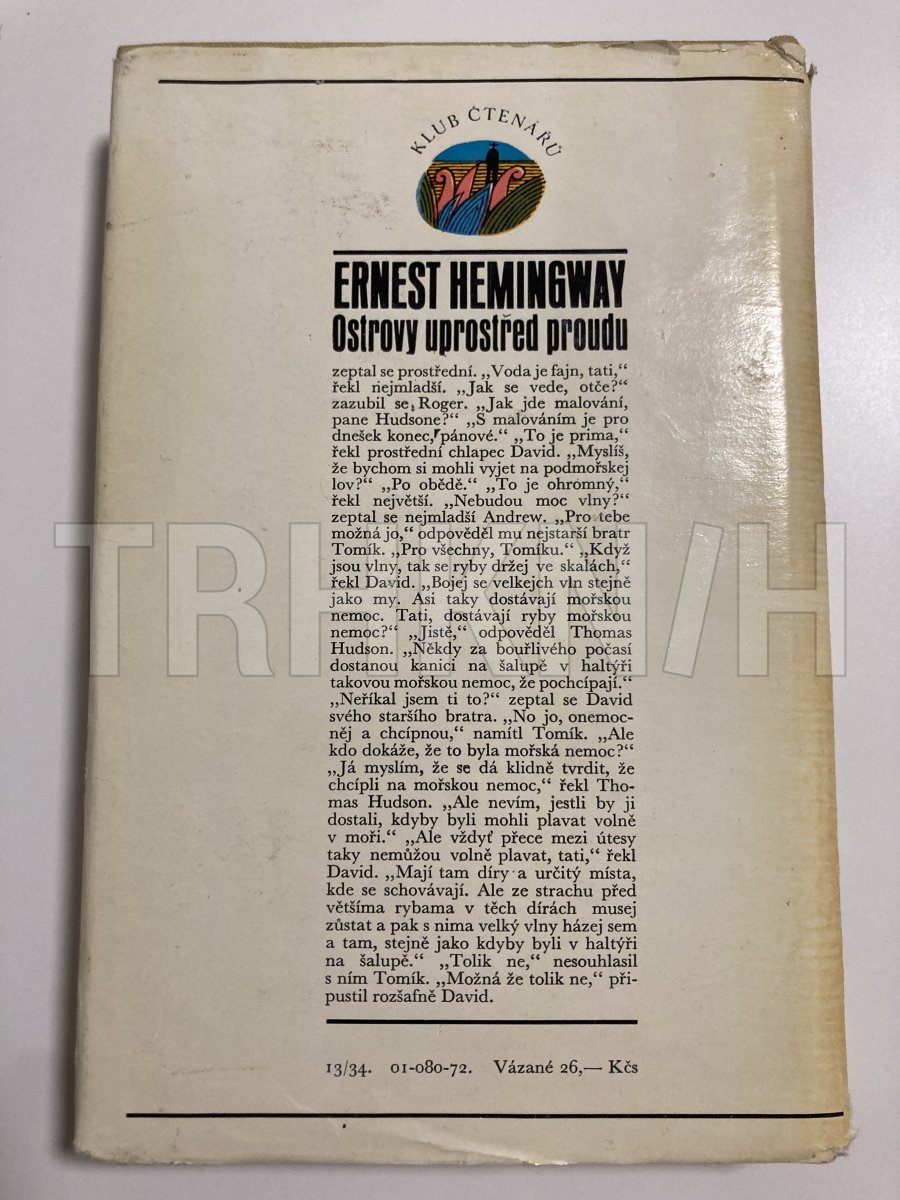 KLUB ČTENÁŘŮ
ERNEST HEMINGWAY
Ostrovy uprostřed proudu
zeptal se prostřední. „Voda je fajn, tati,“
řekl nejmladší. „Jak se vede, otče?“
zazubil se Roger. „Jak jde malování,
pane Hudsone?“ „S malováním je pro
dnešek konec, pánové.“ „To je prima,“
řekl prostřední chlapec David. „Myslíš,
že bychom si mohli vyjet na podmořskej
lov?“ „Po obědě.“ „To je ohromný,“
řekl největší. „Nebudou moc vlny?“
zeptal se nejmladší Andrew. „Pro tebe
možná jo,“ odpověděl mu nejstarší bratr
Tomík. „Pro všechny, Tomíku.“ „Když
jsou vlny, tak se ryby držej ve skalách,“
řekl David. „Bojej se velkejch vln stejně
jako my. Asi taky dostávají mořskou
nemoc. Tati, dostávají ryby mořskou
nemoc?“ „Jistě,“ odpověděl Thomas
Hudson. „Někdy za bouřlivého počasí
dostanou kanici na šalupě v haltýři
takovou mořskou nemoc, že pochcípají.“
„Neříkal jsem ti to?“ zeptal se David
svého staršího bratra. „No jo, onemoc-
něj a chcípnou,“ namítl Tomík. „Ale
kdo dokáže, že to byla mořská nemoc?“
„Já myslím, že se dá klidně tvrdit, že
chcípli na mořskou nemoc,“ řekl Tho-
mas Hudson. „Ale nevím, jestli by ji
dostali, kdyby byli mohli plavat volně
v moři.“ „Ale vždyť přece mezi útesy
taky nemůžou volně plavat, tati,“ řekl
David. „Mají tam díry a určitý místa,
kde se schovávají. Ale ze strachu před
většíma rybama v těch dírách musej
zůstat a pak s nima velký vlny házej sem
a tam, stejně jako kdyby byli v haltýři
na šalupě.“ „Tolik ne,“ nesouhlasil
s ním Tomík. „Možná že tolik ne,“ při-
pustil rozšafně David.
13/34. 01-080-72. Vázané 26,— Kčs
TRHKNIH